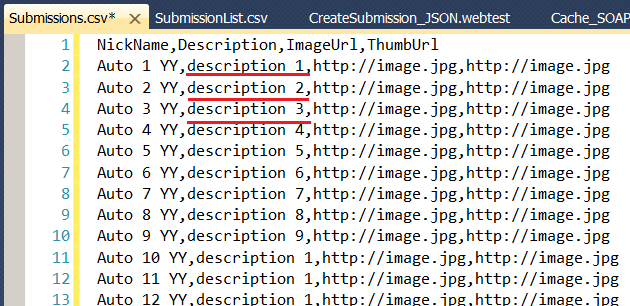 Submissions.csv* SubmissionList.csv CreateSubmission_JSON.webtest Cache_SOAP
1 NickName,Description,ImageUrl,ThumbUrl
2 Auto 1 YY,description 1,http://image.jpg,http://image.jpg
3 Auto 2 YY,description 2,http://image.jpg,http://image.jpg
4 Auto 3 YY,description 3,http://image.jpg,http://image.jpg
5 Auto 4 YY,description 4,http://image.jpg,http://image.jpg
6 Auto 5 YY,description 5,http://image.jpg,http://image.jpg
7 Auto 6 YY,description 6,http://image.jpg,http://image.jpg
8 Auto 7 YY,description 7,http://image.jpg,http://image.jpg
9 Auto 8 YY,description 8,http://image.jpg,http://image.jpg
10 Auto 9 YY,description 9,http://image.jpg,http://image.jpg
11 Auto 10 YY,description 1,http://image.jpg,http://image.jpg
12 Auto 11 YY,description 1,http://image.jpg,http://image.jpg
13 Auto 12 YY,description 1,http://image.jpg,http://image.jpg